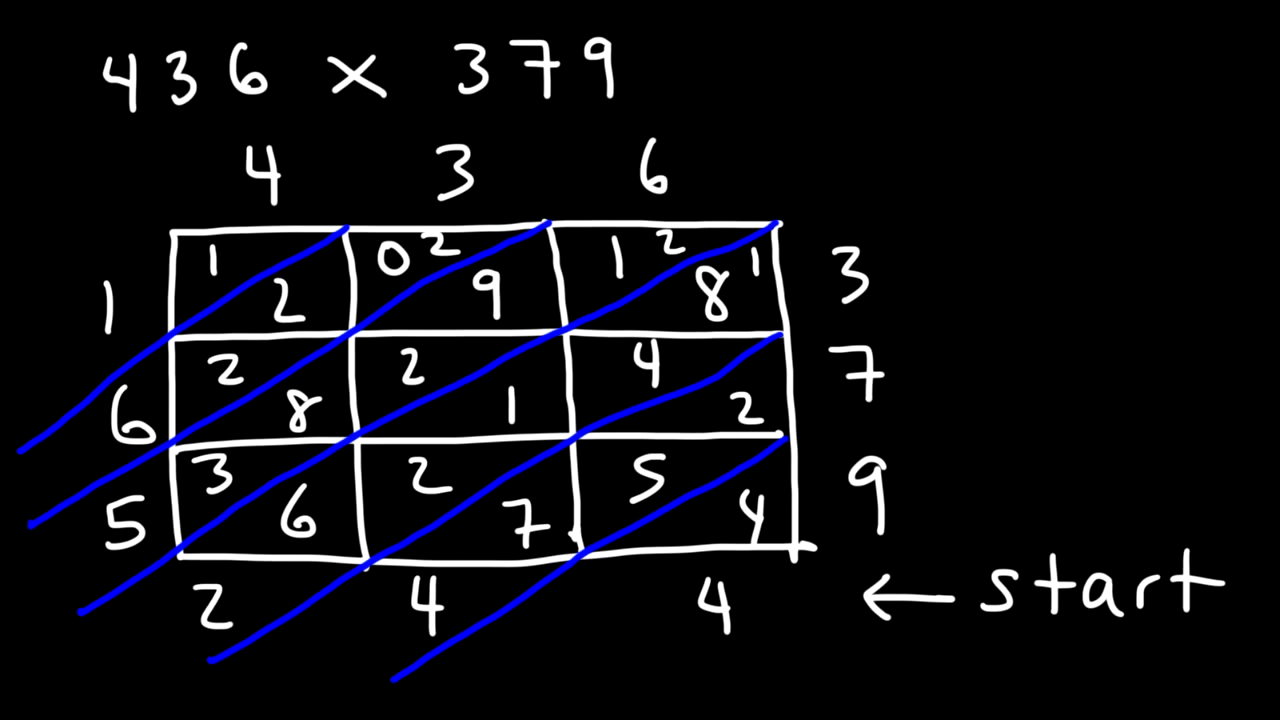 436 x 379
4 3 6
1 0 2 1 2 1 3
1 2 9 8
2 2 4 7
6 8 1 2
3 2 5 9
5 6 7 4
2 4 4 ← start